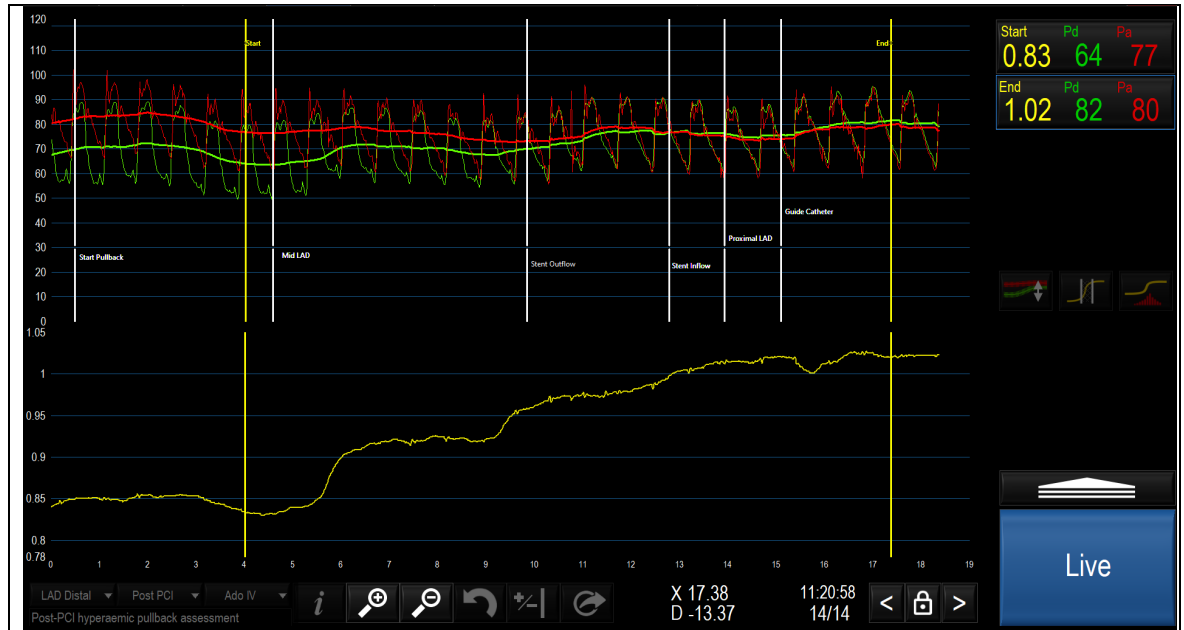 120
110
100
90
80
70
60
50
40
30
20
10
0
Start
End
Start Pullback
Mid LAD
Stent Outflow
Stent Inflow
Proximal LAD
Guide Catheter
1.05
1
0.95
0.9
0.85
0.8
0.78
0 1 2 3 4 5 6 7 8 9 10 11 12 13 14 15 16 17 18 19
Start Pd Pa
0.83 64 77
End Pd Pa
1.02 82 80
Live
LAD Distal Post PCI Ado IV
Post-PCI hyperaemic pullback assessment
i
+/-
X 17.38
D -13.37
11:20:58
14/14
< >